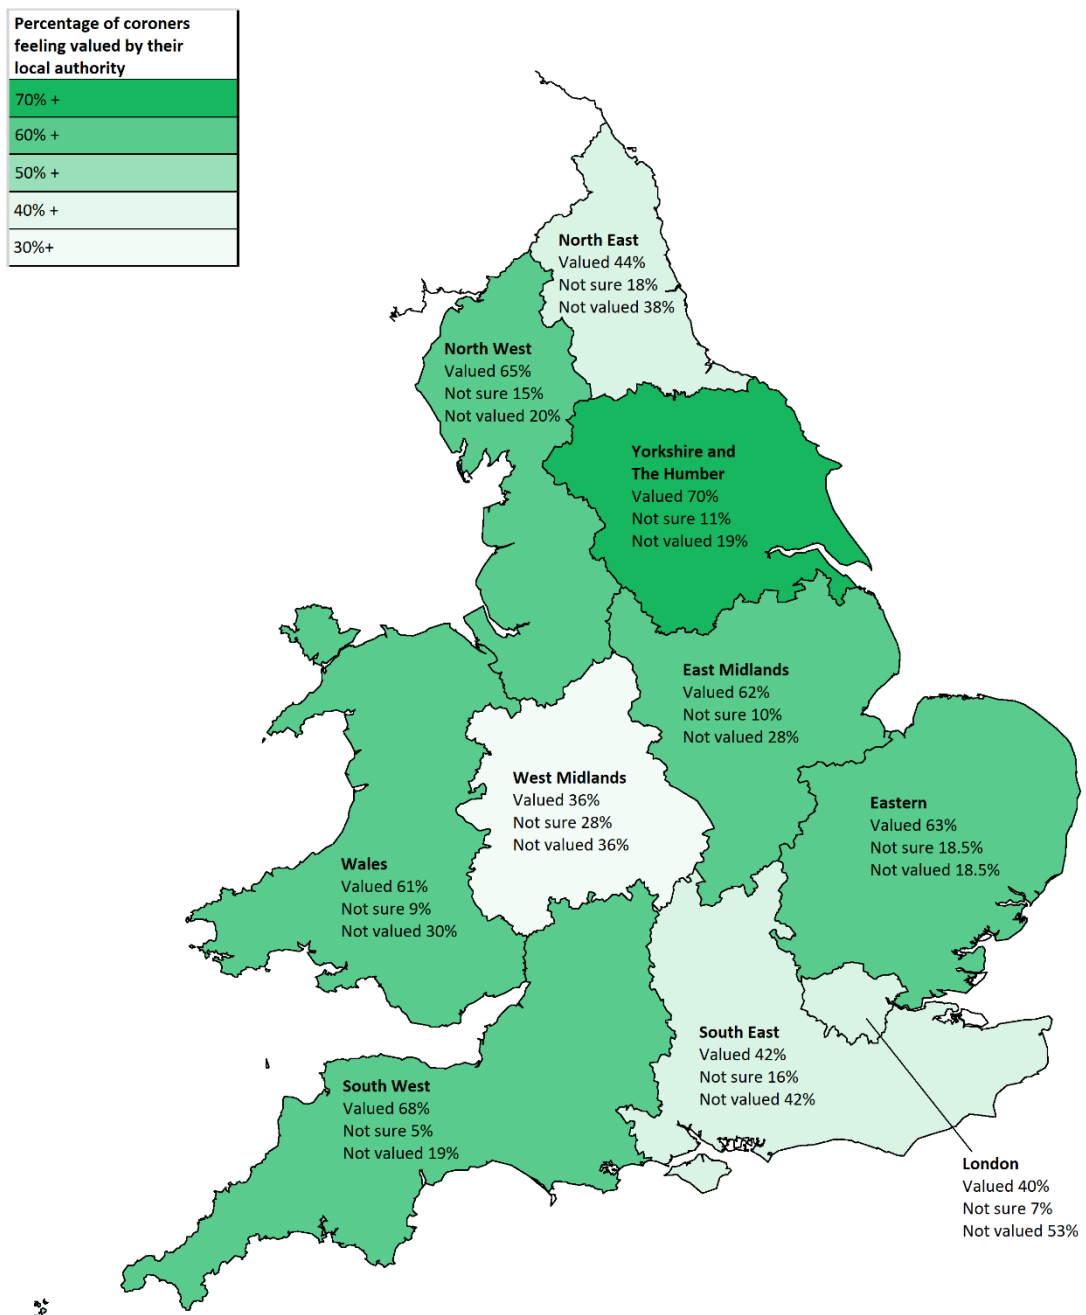 Percentage of coroners
feeling valued by their
local authority
70% +
60% +
50% +
40% +
30%+
North East
Valued 44%
Not sure 18%
Not valued 38%
North West
Valued 65%
Not sure 15%
Not valued 20%
Yorkshire and
The Humber
Valued 70%
Not sure 11%
Not valued 19%
East Midlands
Valued 62%
Not sure 10%
Not valued 28%
West Midlands
Valued 36%
Not sure 28%
Not valued 36%
Eastern
Valued 63%
Not sure 18.5%
Not valued 18.5%
Wales
Valued 61%
Not sure 9%
Not valued 30%
South East
Valued 42%
Not sure 16%
Not valued 42%
South West
Valued 68%
Not sure 5%
Not valued 19%
London
Valued 40%
Not sure 7%
Not valued 53%